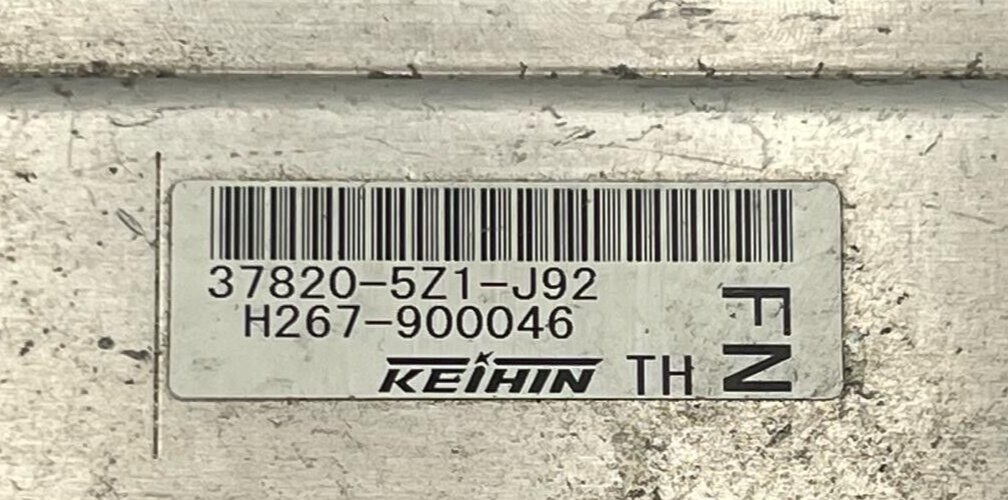 37820-5Z1-J92
H267-900046
KEIHIN TH
FN